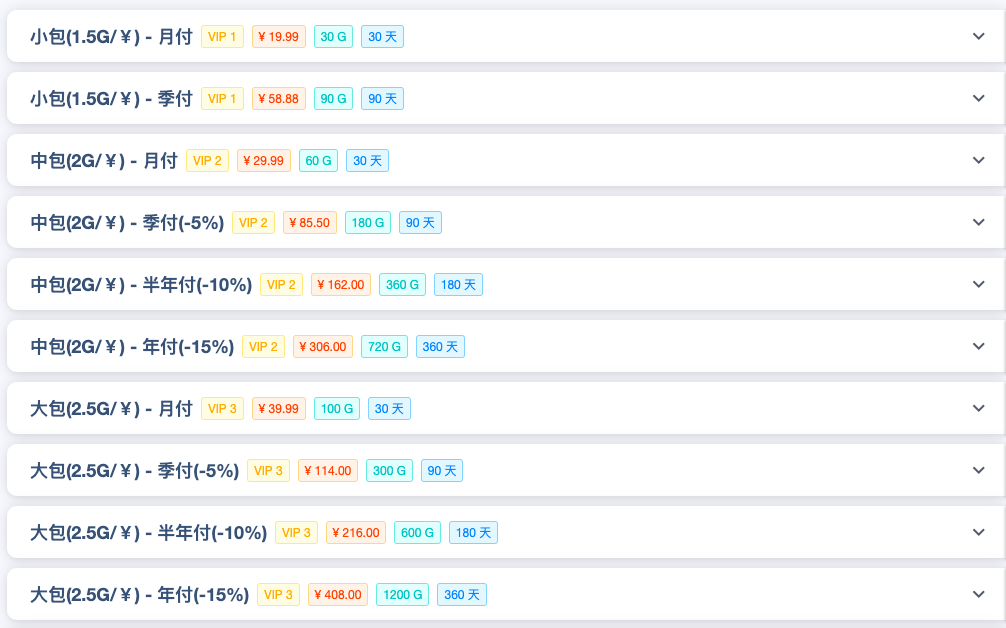 小包(1.5G/￥) - 月付 VIP 1 ¥ 19.99 30 G 30 天
小包(1.5G/￥) - 季付 VIP 1 ¥ 58.88 90 G 90 天
中包(2G/￥) - 月付 VIP 2 ¥ 29.99 60 G 30 天
中包(2G/￥) - 季付(-5%) VIP 2 ¥ 85.50 180 G 90 天
中包(2G/￥) - 半年付(-10%) VIP 2 ¥ 162.00 360 G 180 天
中包(2G/￥) - 年付(-15%) VIP 2 ¥ 306.00 720 G 360 天
大包(2.5G/￥) - 月付 VIP 3 ¥ 39.99 100 G 30 天
大包(2.5G/￥) - 季付(-5%) VIP 3 ¥ 114.00 300 G 90 天
大包(2.5G/￥) - 半年付(-10%) VIP 3 ¥ 216.00 600 G 180 天
大包(2.5G/￥) - 年付(-15%) VIP 3 ¥ 408.00 1200 G 360 天